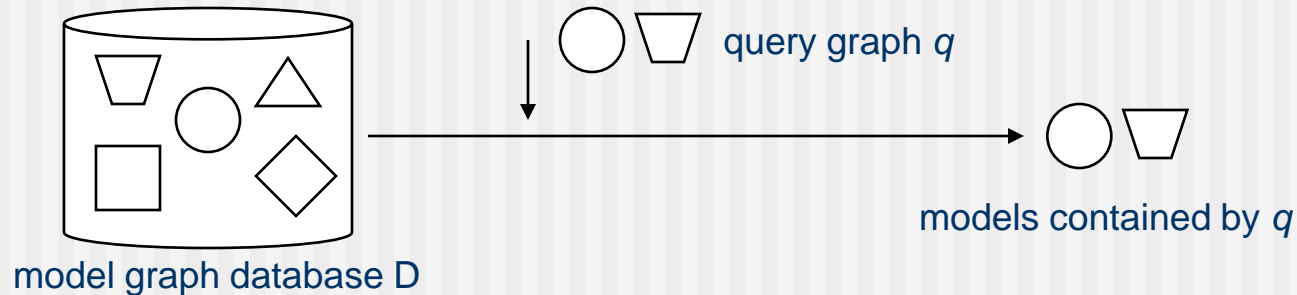 query graph q
models contained by q
model graph database D